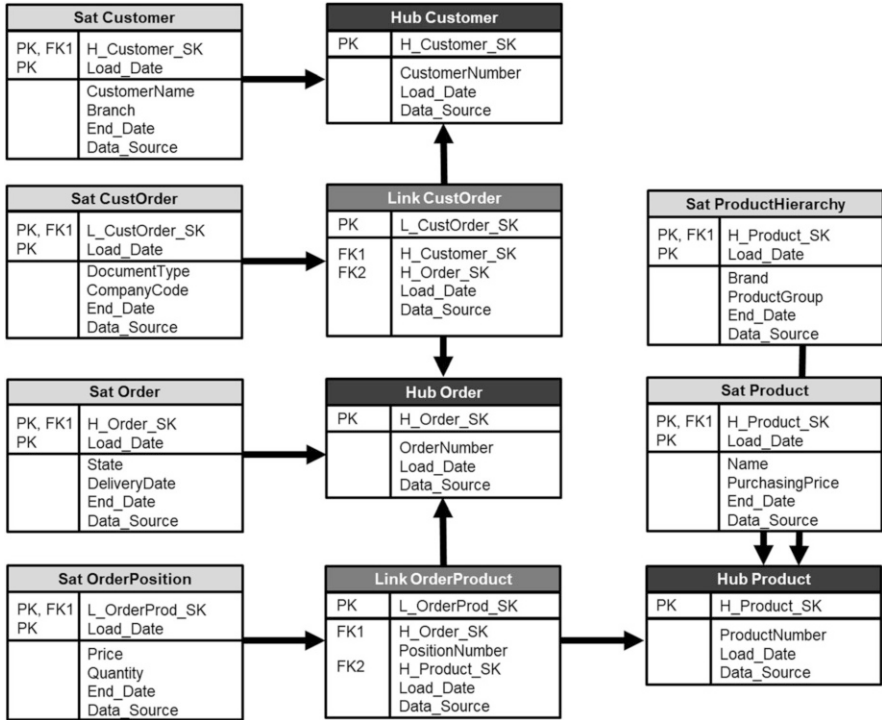 Sat Customer
PK, FK1 H_Customer_SK
PK Load_Date
CustomerName
Branch
End_Date
Data_Source
Hub Customer
PK H_Customer_SK
CustomerNumber
Load_Date
Data_Source
Sat CustOrder
PK, FK1 L_CustOrder_SK
PK Load_Date
DocumentType
CompanyCode
End_Date
Data_Source
Link CustOrder
PK L_CustOrder_SK
FK1 H_Customer_SK
FK2 H_Order_SK
Load_Date
Data_Source
Sat ProductHierarchy
PK, FK1 H_Product_SK
PK Load_Date
Brand
ProductGroup
End_Date
Data_Source
Sat Order
PK, FK1 H_Order_SK
PK Load_Date
State
DeliveryDate
End_Date
Data_Source
Hub Order
PK H_Order_SK
OrderNumber
Load_Date
Data_Source
Sat Product
PK, FK1 H_Product_SK
PK Load_Date
Name
PurchasingPrice
End_Date
Data_Source
Sat OrderPosition
PK, FK1 L_OrderProd_SK
PK Load_Date
Price
Quantity
End_Date
Data_Source
Link OrderProduct
PK L_OrderProd_SK
FK1 H_Order_SK
PositionNumber
FK2 H_Product_SK
Load_Date
Data_Source
Hub Product
PK H_Product_SK
ProductNumber
Load_Date
Data_Source